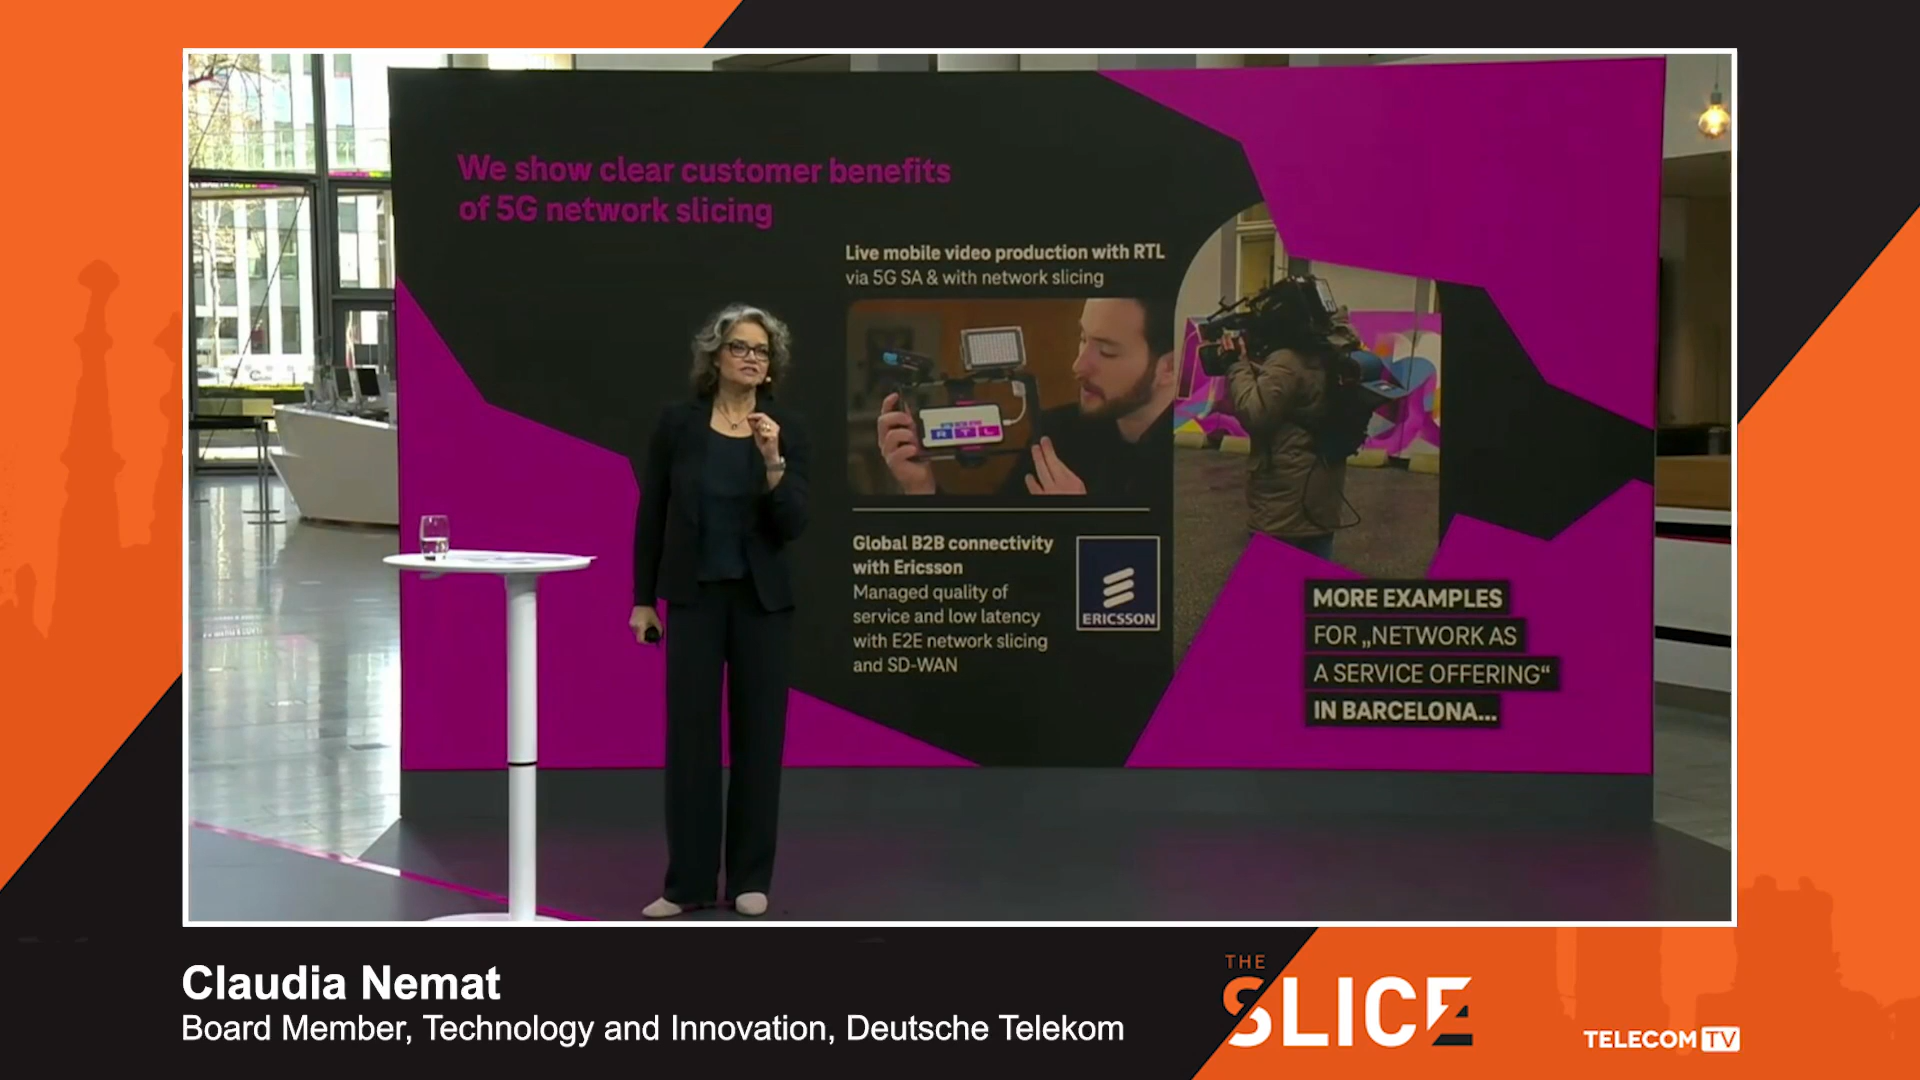 We show clear customer benefits
of 5G network slicing
Live mobile video production with RTL
via 5G SA & with network slicing
RTL
Global B2B connectivity
with Ericsson
Managed quality of
service and low latency
with E2E network slicing
and SD-WAN
ERICSSON
MORE EXAMPLES
FOR „NETWORK AS
A SERVICE OFFERING“
IN BARCELONA...
Claudia Nemat
Board Member, Technology and Innovation, Deutsche Telekom
THE
SLICE
TELECOM TV